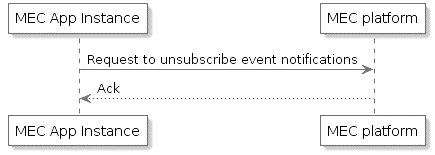 MEC App Instance
MEC platform
Request to unsubscribe event notifications
Ack
MEC App Instance
MEC platform